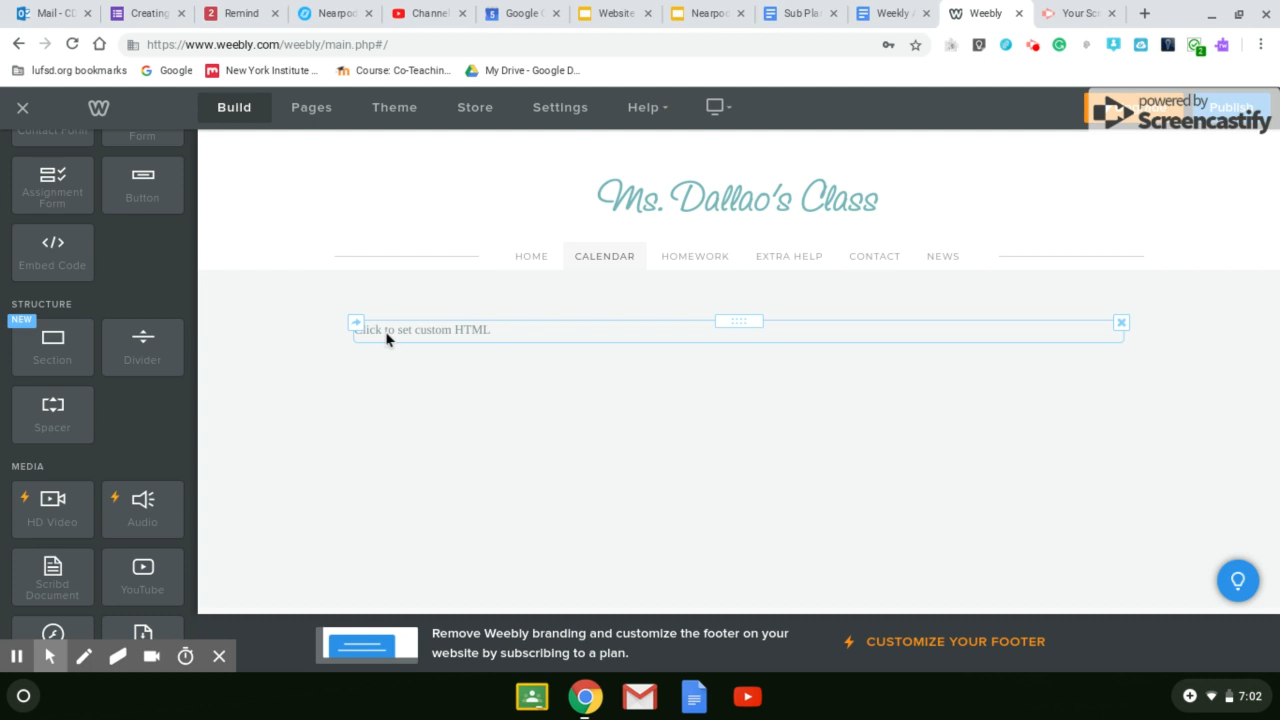 Mail - CD
Creating
Remind
Nearpod
Channel
Google C
Website
Nearpod
Sub Plan
Weekly A
Weebly
Your Scr
https://www.weebly.com/weebly/main.php#/
lufsd.org bookmarks
Google
New York Institute ...
Course: Co-Teachin...
My Drive - Google D...
Build
Pages
Theme
Store
Settings
Help
Publish
powered by
Screencastify
Contact Form
Form
Assignment
Form
Button
Embed Code
STRUCTURE
NEW
Section
Divider
Spacer
MEDIA
HD Video
Audio
Scribd
Document
YouTube
Ms. Dallao's Class
HOME
CALENDAR
HOMEWORK
EXTRA HELP
CONTACT
NEWS
Click to set custom HTML
Remove Weebly branding and customize the footer on your
website by subscribing to a plan.
CUSTOMIZE YOUR FOOTER
7:02